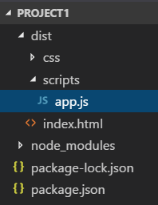 PROJECT1
dist
css
scripts
JS app.js
<> index.html
node_modules
{} package-lock.json
{} package.json